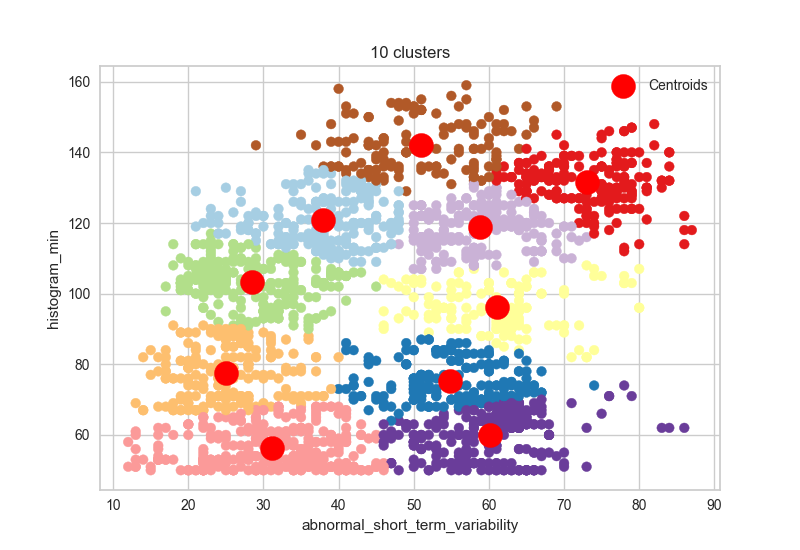 10 clusters
Centroids
160
140
120
100
80
60
histogram_min
10 20 30 40 50 60 70 80 90
abnormal_short_term_variability